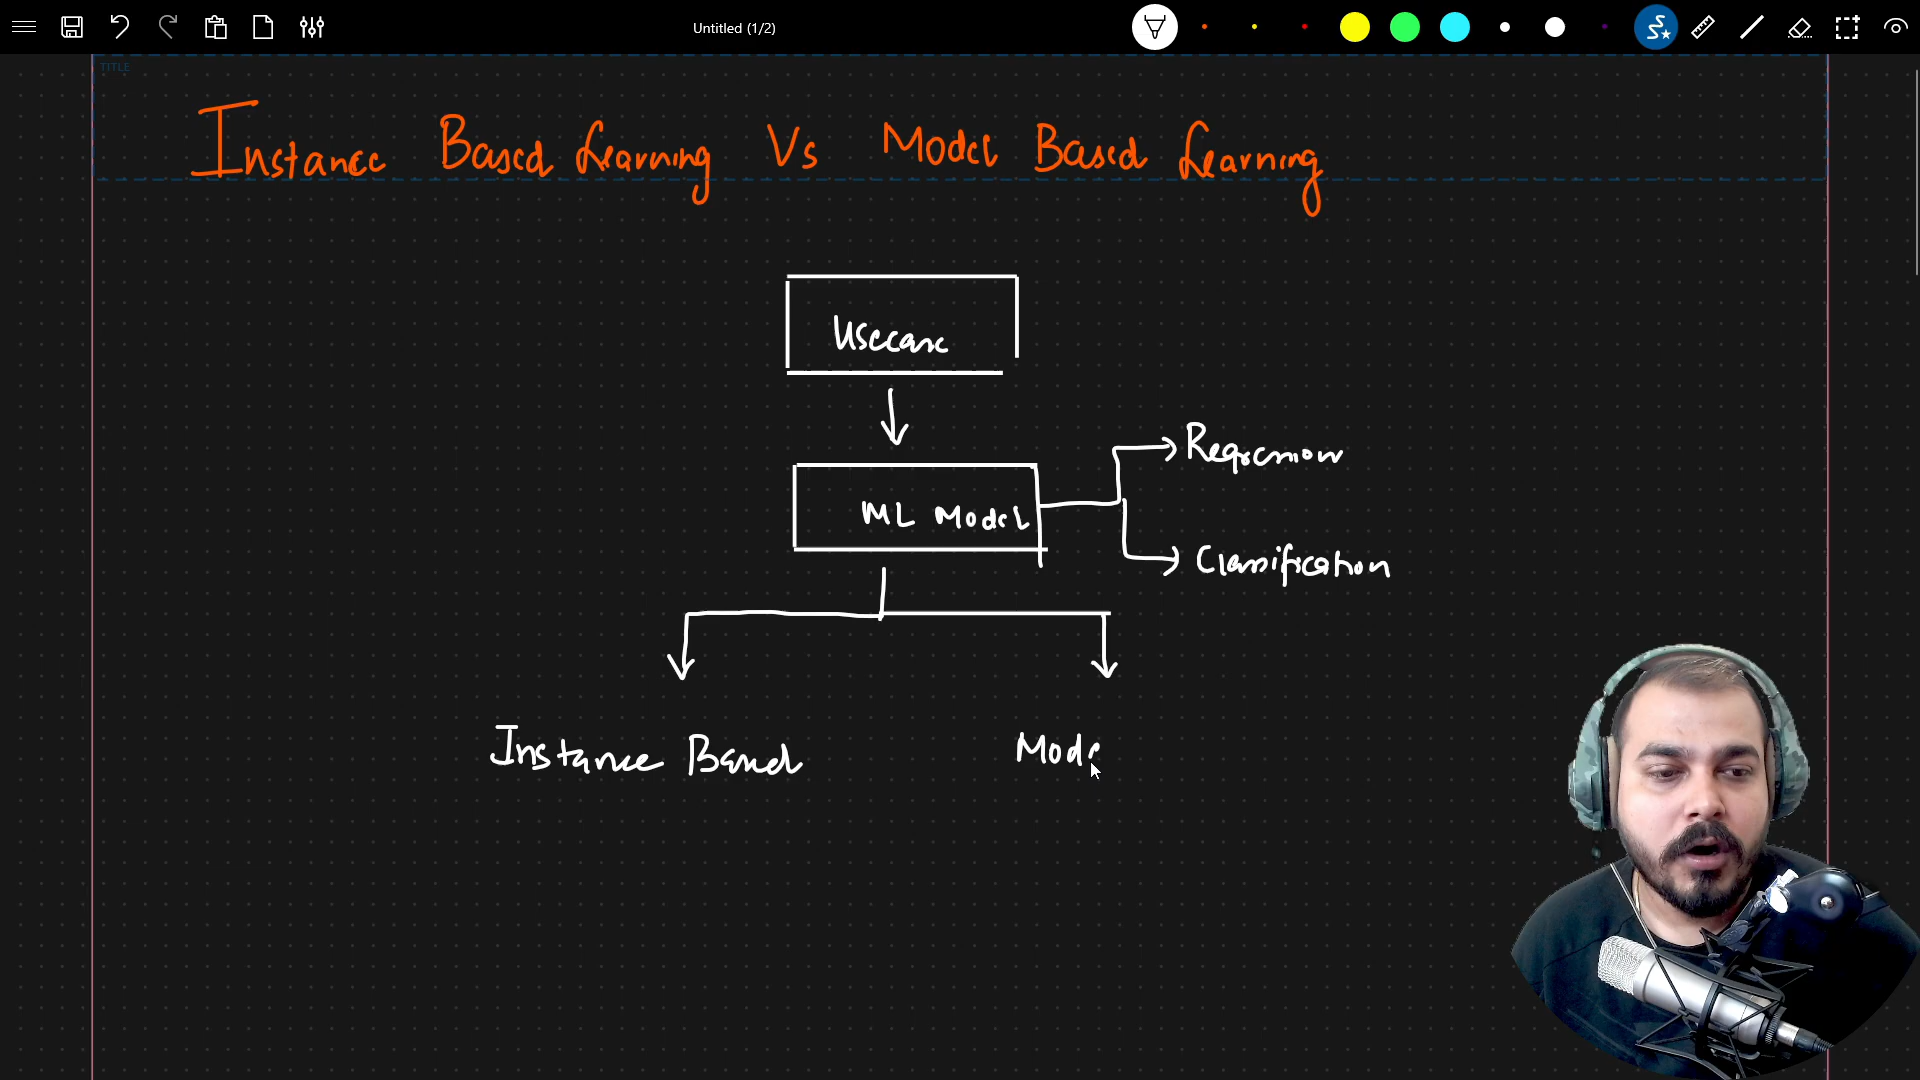 Untitled (1/2)
TITLE
Instance Based Learning Vs Model Based Learning
Usecase
Regression
ML Model
Classification
Instance Based Mode